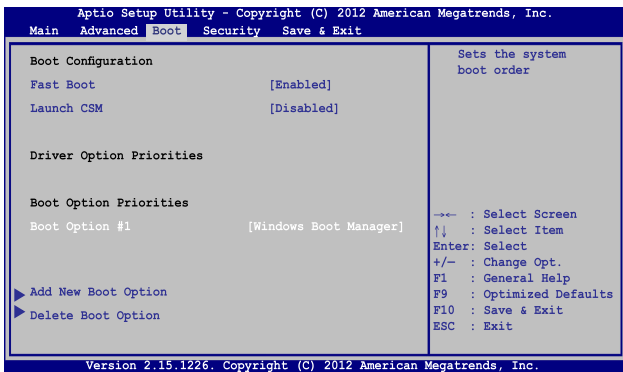 Aptio Setup Utility - Copyright (C) 2012 American Megatrends, Inc.
Main Advanced Boot Security Save & Exit
Boot Configuration
Fast Boot [Enabled]
Launch CSM [Disabled]
Driver Option Priorities
Boot Option Priorities
Boot Option #1 [Windows Boot Manager]
Add New Boot Option
Delete Boot Option
Sets the system
boot order
→← : Select Screen
↑↓ : Select Item
Enter: Select
+/— : Change Opt.
F1 : General Help
F9 : Optimized Defaults
F10 : Save & Exit
ESC : Exit
Version 2.15.1226. Copyright (C) 2012 American Megatrends, Inc.